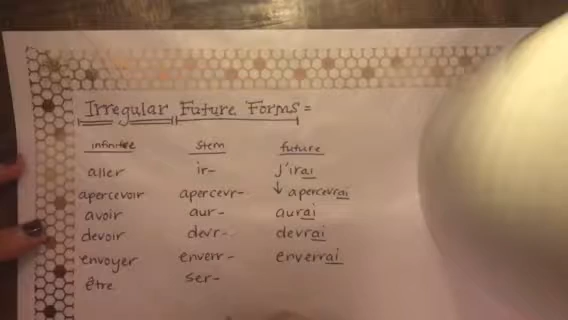 Irregular Future Forms =
infinitive stem future
aller ir- j'irai
apercevoir apercevr- ↓ apercevrai
avoir aur- aurai
devoir devr- devrai
envoyer enverr- enverrai
être ser-